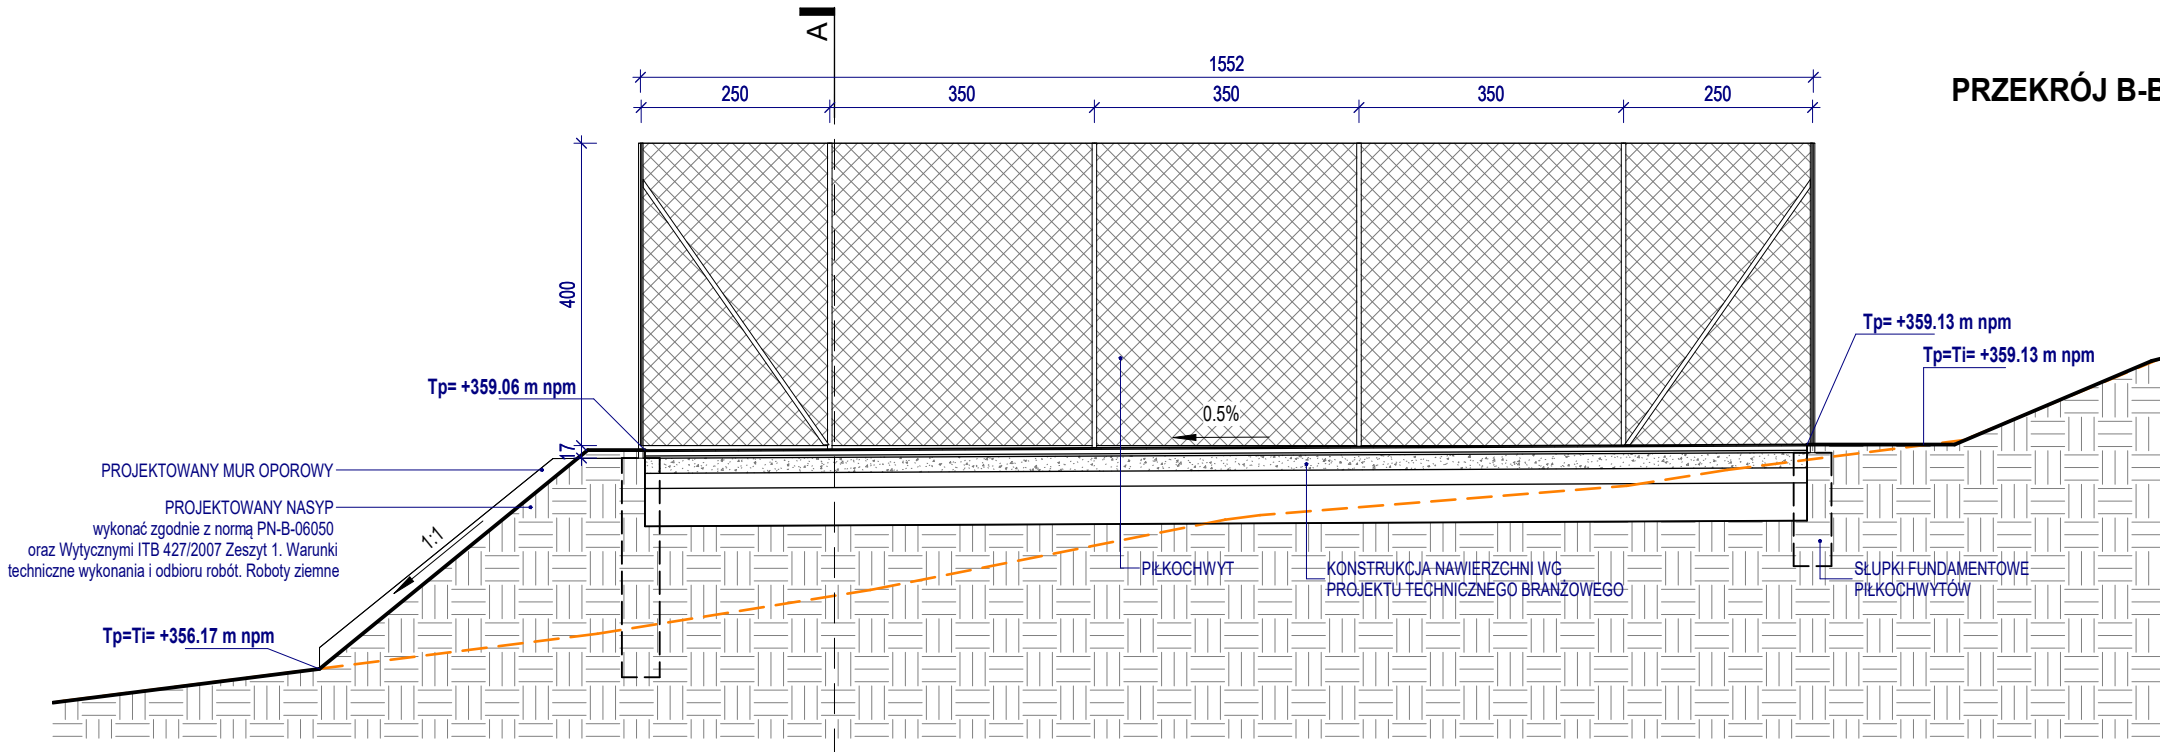 A
1552
250
350
350
350
250
PRZEKRÓJ B-B
400
17
Tp= +359.13 m npm
Tp=Ti= +359.13 m npm
Tp= +359.06 m npm
0.5%
PROJEKTOWANY MUR OPOROWY
PROJEKTOWANY NASYP
wykonać zgodnie z normą PN-B-06050
oraz Wytycznymi ITB 427/2007 Zeszyt 1. Warunki
techniczne wykonania i odbioru robót. Roboty ziemne
1:1
PIŁKOCHWYT
KONSTRUKCJA NAWIERZCHNI WG
PROJEKTU TECHNICZNEGO BRANŻOWEGO
SŁUPKI FUNDAMENTOWE
PIŁKOCHWYTÓW
Tp=Ti= +356.17 m npm